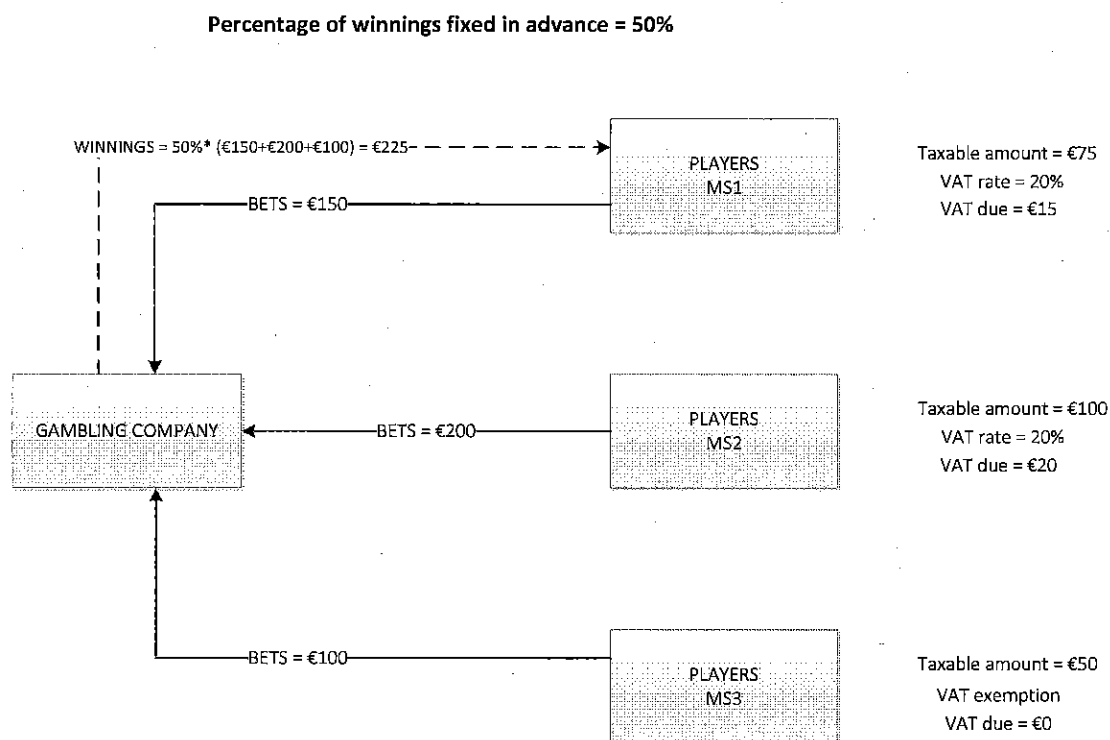 Percentage of winnings fixed in advance = 50%
WINNINGS = 50%* (€150+€200+€100) = €225
PLAYERS
MS1
Taxable amount = €75
VAT rate = 20%
VAT due = €15
BETS = €150
GAMBLING COMPANY
BETS = €200
PLAYERS
MS2
Taxable amount = €100
VAT rate = 20%
VAT due = €20
BETS = €100
PLAYERS
MS3
Taxable amount = €50
VAT exemption
VAT due = €0